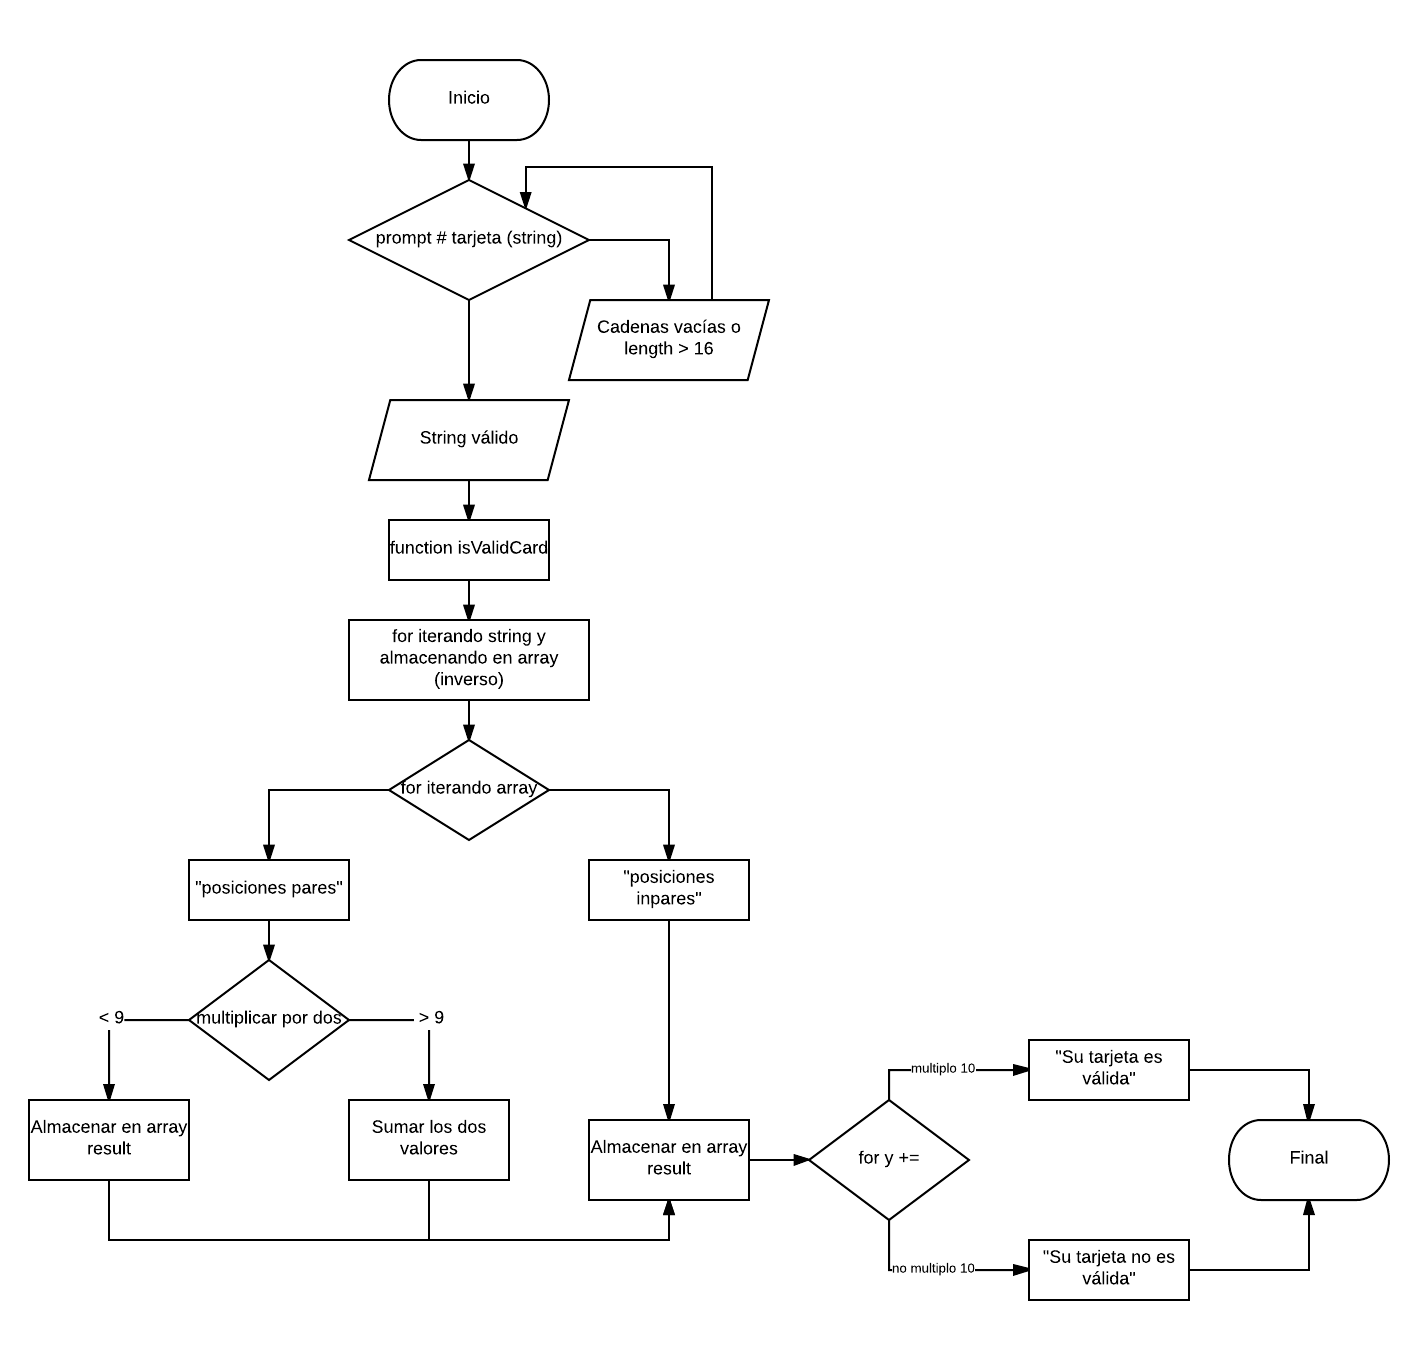 Inicio
prompt # tarjeta (string)
Cadenas vacías o
length > 16
String válido
function isValidCard
for iterando string y
almacenando en array
(inverso)
for iterando array
"posiciones pares"
"posiciones
inpares"
multiplicar por dos
< 9
> 9
Almacenar en array
result
Sumar los dos
valores
Almacenar en array
result
for y +=
multiplo 10
no multiplo 10
"Su tarjeta es
válida"
"Su tarjeta no es
válida"
Final